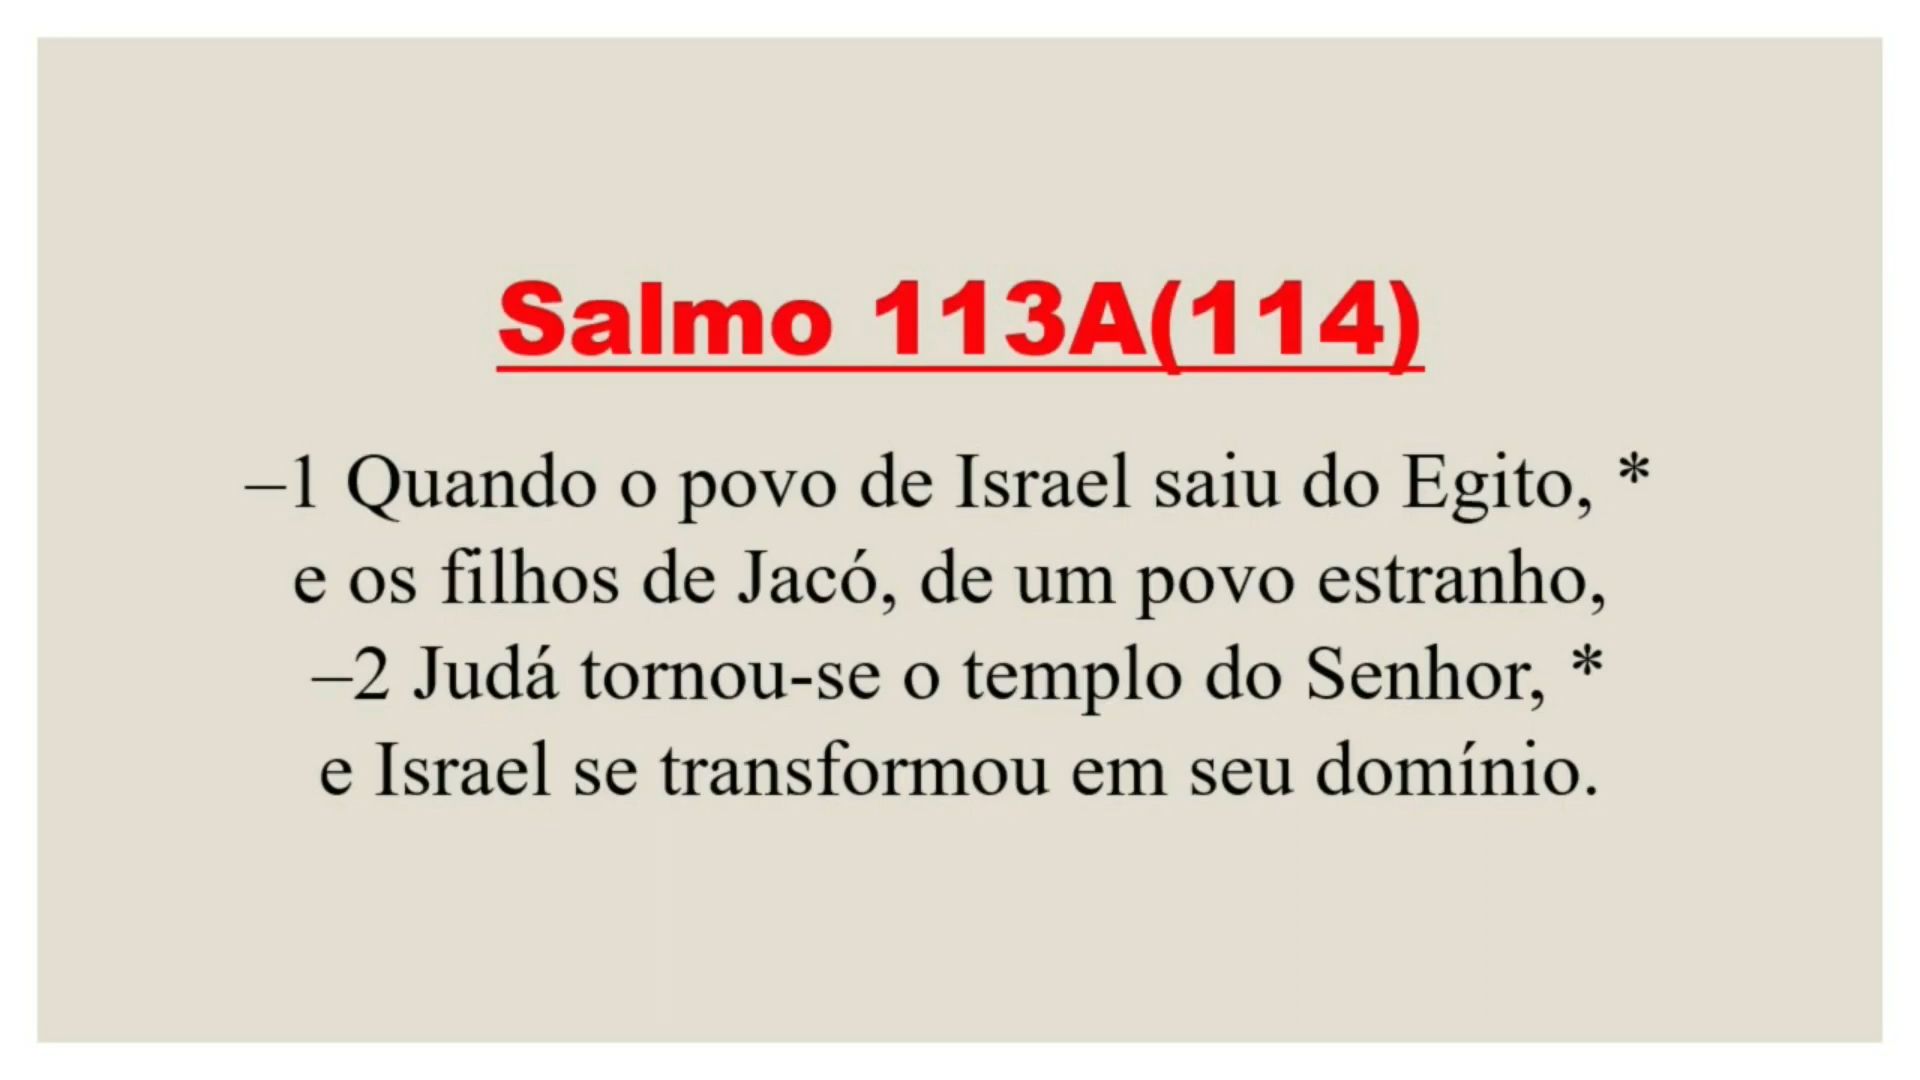 Salmo 113A(114)
–1 Quando o povo de Israel saiu do Egito, *
e os filhos de Jacó, de um povo estranho,
–2 Judá tornou-se o templo do Senhor, *
e Israel se transformou em seu domínio.